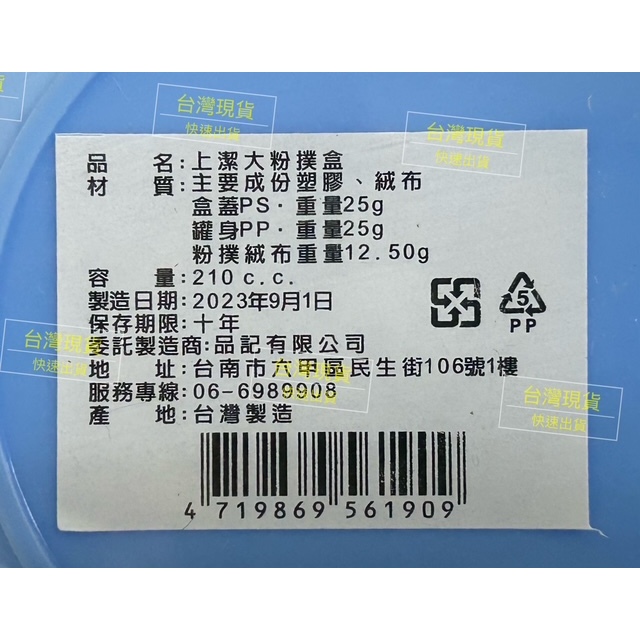 台灣現貨
快速出貨
台灣現貨
快速出貨
品 名:上潔大粉撲盒
材 質:主要成份塑膠、絨布
盒蓋PS·重量25g
罐身PP·重量25g
粉撲絨布重量12.50g
容 量:210 c.c.
製造日期:2023年9月1日
保存期限:十年
委託製造商:品記有限公司
地 址:台南市六甲區民生街106號1樓
服務專線:06-6989908
產 地:台灣製造
5
PP
台灣現貨
快速出貨
台灣現貨
快速出貨
4 719869 561909